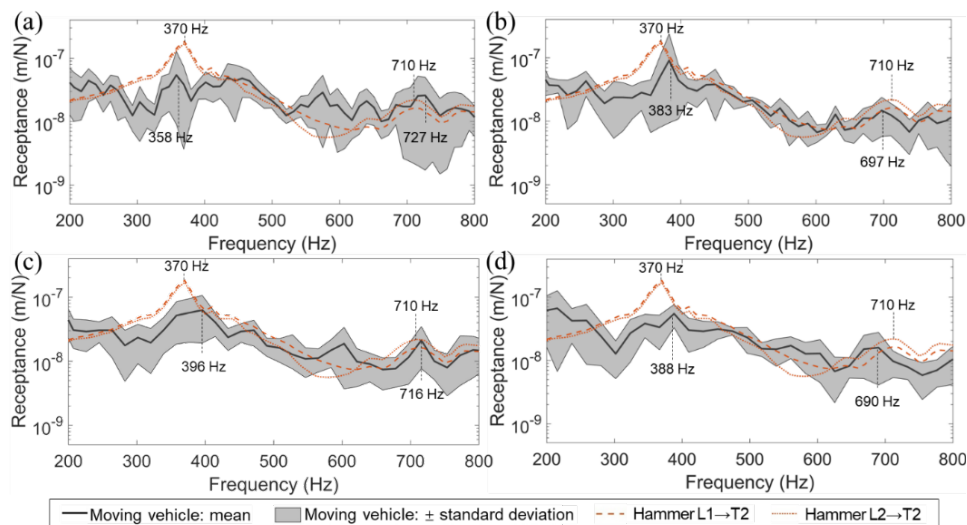 (a)
370 Hz
710 Hz
358 Hz
727 Hz
Receptance (m/N)
10-7
10-8
10-9
200 300 400 500 600 700 800
Frequency (Hz)
(b)
370 Hz
710 Hz
383 Hz
697 Hz
Receptance (m/N)
10-7
10-8
10-9
200 300 400 500 600 700 800
Frequency (Hz)
(c)
370 Hz
710 Hz
396 Hz
716 Hz
Receptance (m/N)
10-7
10-8
10-9
200 300 400 500 600 700 800
Frequency (Hz)
(d)
370 Hz
710 Hz
388 Hz
690 Hz
Receptance (m/N)
10-7
10-8
10-9
200 300 400 500 600 700 800
Frequency (Hz)
Moving vehicle: mean Moving vehicle: ± standard deviation Hammer L1→T2 Hammer L2→T2